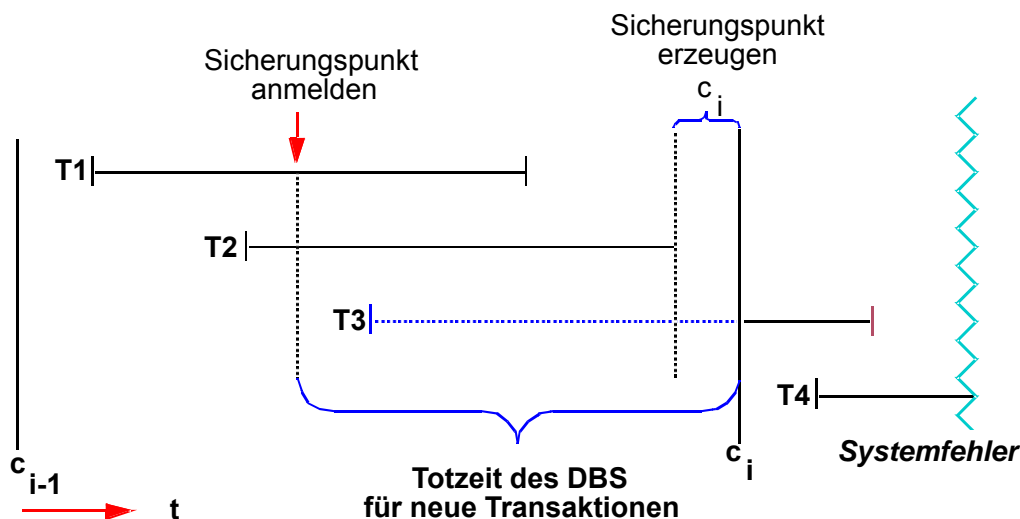 Sicherungspunkt
anmelden
Sicherungspunkt
erzeugen
c i
T1
T2
T3
T4
Systemfehler
c i-1
c i
Totzeit des DBS
für neue Transaktionen
t